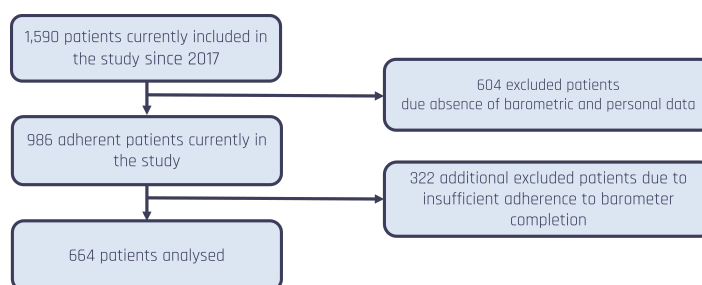 1,590 patients currently included in
the study since 2017
604 excluded patients
due absence of barometric and personal data
986 adherent patients currently in
the study
322 additional excluded patients due to
insufficient adherence to barometer
completion
664 patients analysed